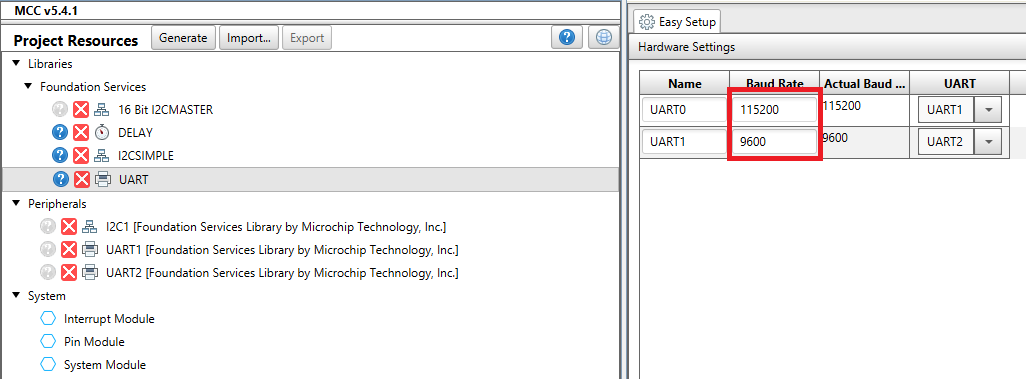 MCC v5.4.1
Project Resources Generate Import... Export ?
Libraries
Foundation Services
? 16 Bit I2CMASTER
? DELAY
? I2CSIMPLE
? UART
Peripherals
? I2C1 [Foundation Services Library by Microchip Technology, Inc.]
? UART1 [Foundation Services Library by Microchip Technology, Inc.]
? UART2 [Foundation Services Library by Microchip Technology, Inc.]
System
Interrupt Module
Pin Module
System Module
Easy Setup
Hardware Settings
Name Baud Rate Actual Baud ... UART
UART0 115200 115200 UART1
UART1 9600 9600 UART2